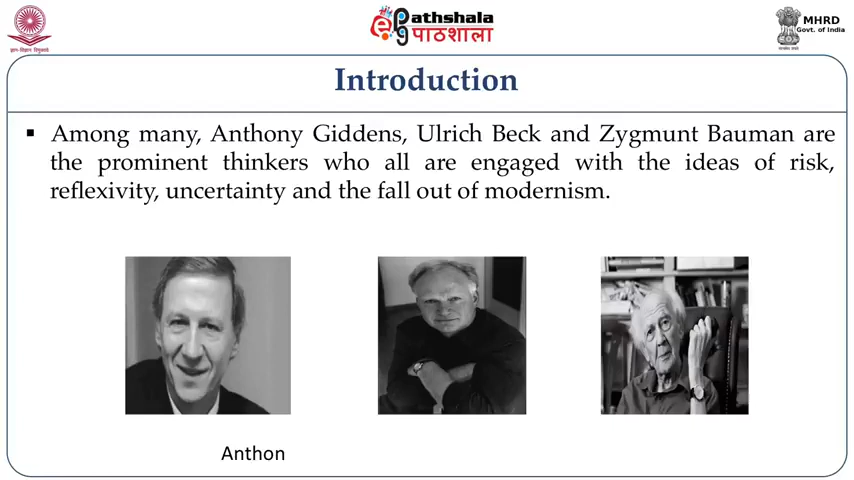 ePathshala
पाठशाला
MHRD
Govt. of India
Introduction
▪ Among many, Anthony Giddens, Ulrich Beck and Zygmunt Bauman are
the prominent thinkers who all are engaged with the ideas of risk,
reflexivity, uncertainty and the fall out of modernism.
Anthon